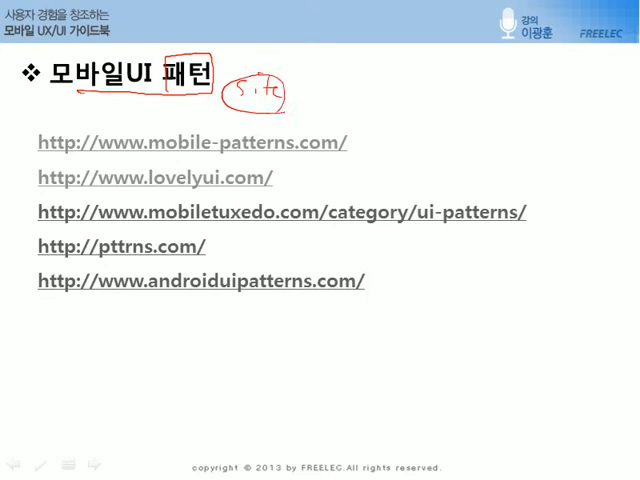 사용자 경험을 창조하는
모바일 UX/UI 가이드북
강의
이광훈
FREELEC
❖ 모바일UI 패턴
site
http://www.mobile-patterns.com/
http://www.lovelyui.com/
http://www.mobiletuxedo.com/category/ui-patterns/
http://pttrns.com/
http://www.androiduipatterns.com/
copyright © 2013 by FREELEC.All rights reserved.